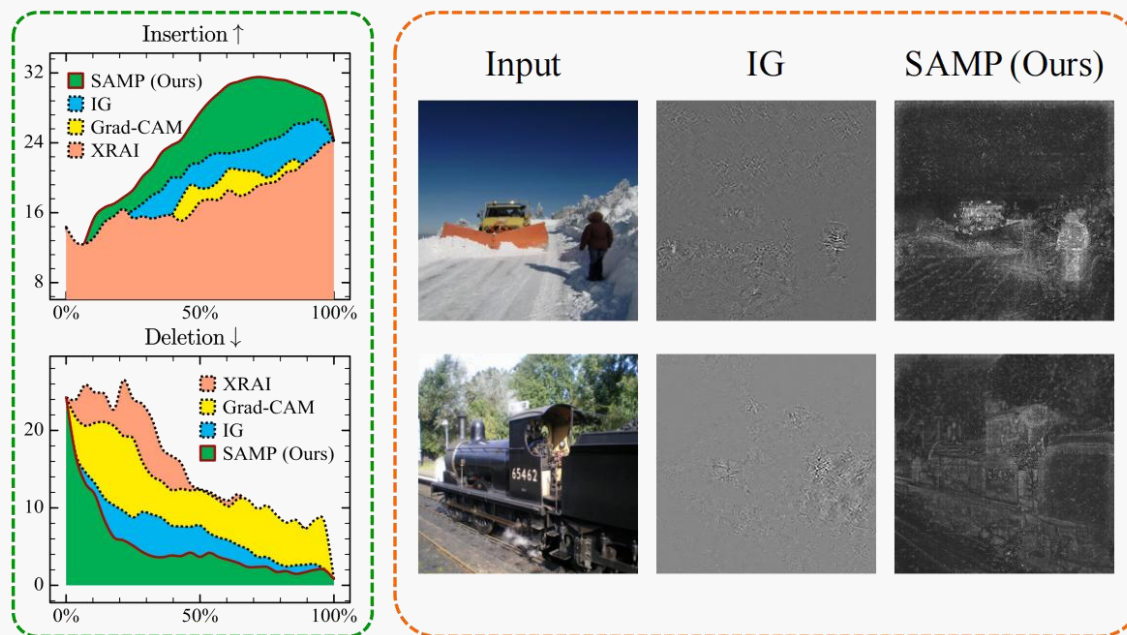 Insertion ↑
32
24
16
8
SAMP (Ours)
IG
Grad-CAM
XRAI
0%
50%
100%
Deletion ↓
20
10
0
XRAI
Grad-CAM
IG
SAMP (Ours)
0%
50%
100%
Input
IG
SAMP (Ours)
65462